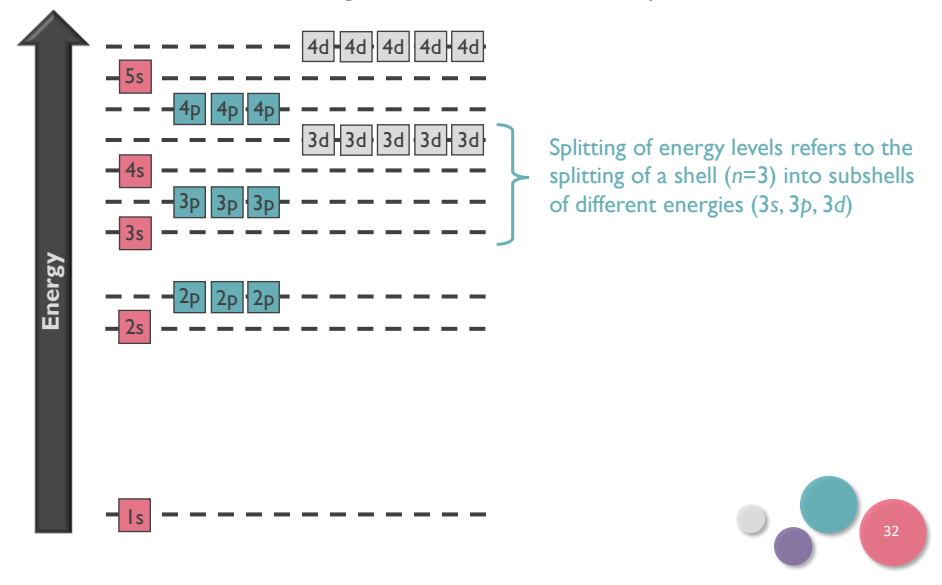 4d 4d 4d 4d 4d
5s
4p 4p 4p
3d 3d 3d 3d 3d
4s
3p 3p 3p
3s
2p 2p 2p
2s
1s
Energy
Splitting of energy levels refers to the
splitting of a shell (n=3) into subshells
of different energies (3s, 3p, 3d)
32